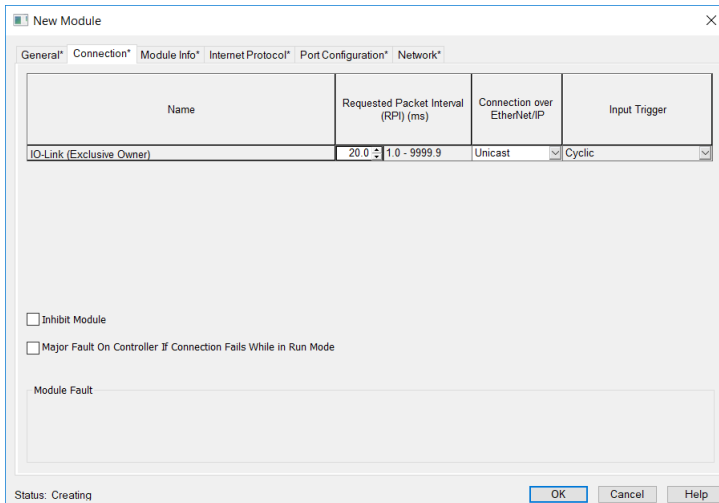 New Module
General* Connection* Module Info* Internet Protocol* Port Configuration* Network*
Name
Requested Packet Interval
(RPI) (ms)
Connection over
EtherNet/IP
Input Trigger
IO-Link (Exclusive Owner) 20.0 1.0 - 9999.9 Unicast Cyclic
Inhibit Module
Major Fault On Controller If Connection Fails While in Run Mode
Module Fault
Status: Creating OK Cancel Help